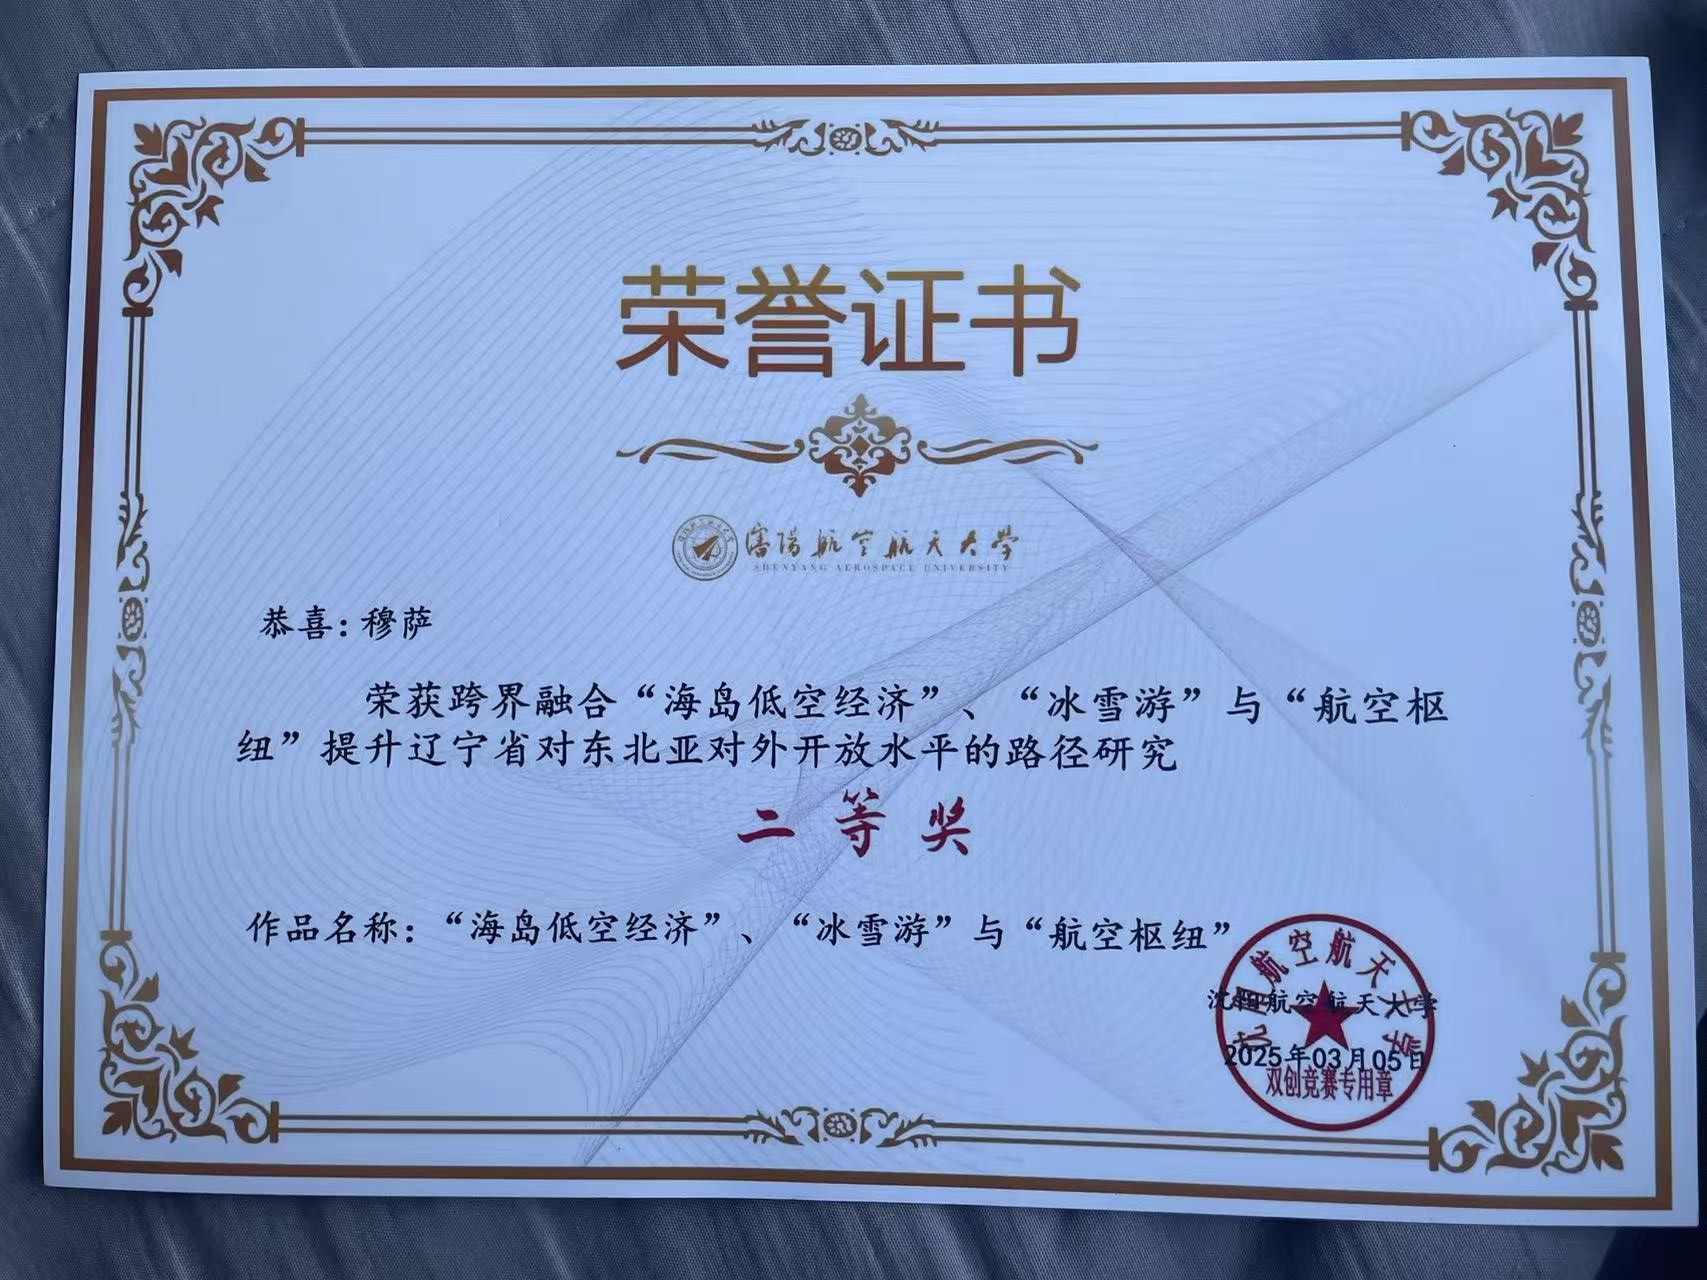 荣誉证书
瀋阳航空航天大学
SHENYANG AEROSPACE UNIVERSITY
恭喜：穆萨
荣获跨界融合“海岛低空经济”、“冰雪游”与“航空枢
纽”提升辽宁省对东北亚对外开放水平的路径研究
二等奖
作品名称：“海岛低空经济”、“冰雪游”与“航空枢纽”
沈阳航空航天大学
沈阳航空航天大学
2025年03月05日
双创竞赛专用章